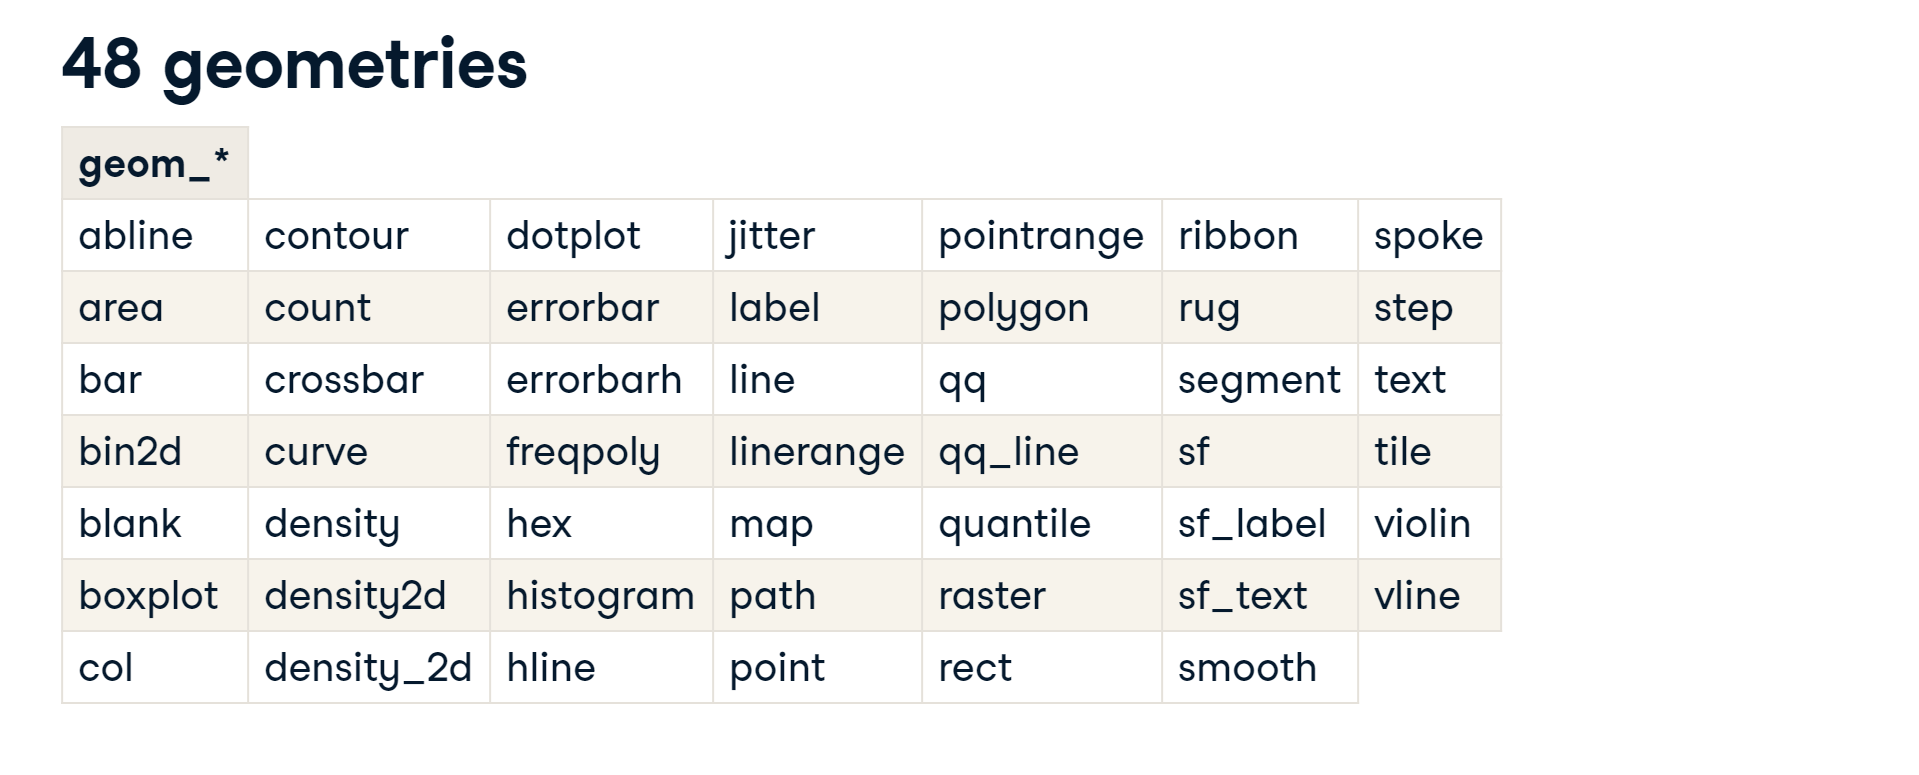 48 geometries
geom_*
abline contour dotplot jitter pointrange ribbon spoke
area count errorbar label polygon rug step
bar crossbar errorbarh line qq segment text
bin2d curve freqpoly linerange qq_line sf tile
blank density hex map quantile sf_label violin
boxplot density2d histogram path raster sf_text vline
col density_2d hline point rect smooth